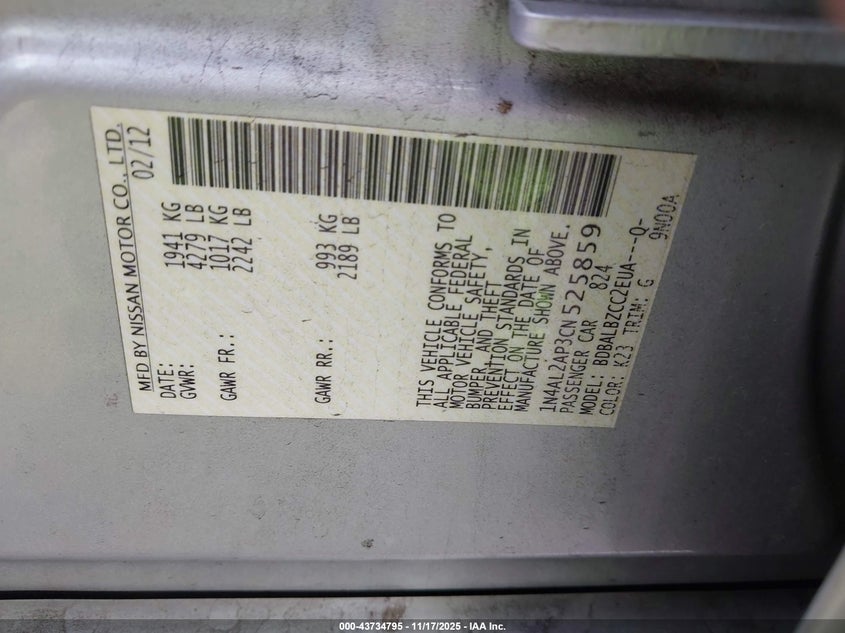 MFD BY NISSAN MOTOR CO., LTD.
DATE: 02/12
GVWR: 1941 KG
4279 LB
GAWR FR.: 1017 KG
2242 LB
GAWR RR.: 993 KG
2189 LB
THIS VEHICLE CONFORMS TO
ALL APPLICABLE FEDERAL
MOTOR VEHICLE SAFETY,
BUMPER, AND THEFT
PREVENTION STANDARDS IN
EFFECT ON THE DATE OF
MANUFACTURE SHOWN ABOVE.
1N4AL2AP3CN525859
PASSENGER CAR 824
MODEL: BDBALBZCC2EUA---Q-
COLOR: K23 TRIM: G 9N00A
000-43734795 - 11/17/2025 - IAA Inc.